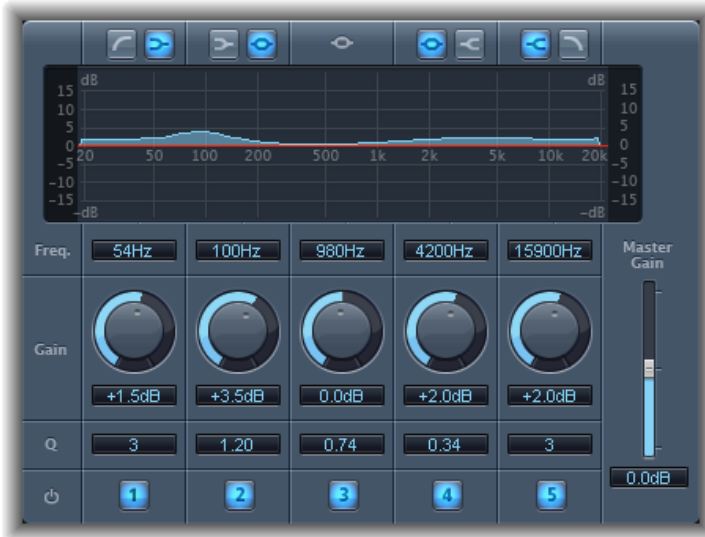 dB dB
15 15
10 10
5 5
0 0
20 50 100 200 500 1k 2k 5k 10k 20k
-5 -5
-10 -10
-15 -15
-dB -dB
Freq. 54Hz 100Hz 980Hz 4200Hz 15900Hz
Master
Gain
Gain
+1.5dB +3.5dB 0.0dB +2.0dB +2.0dB
Q 3 1.20 0.74 0.34 3
0.0dB
1 2 3 4 5